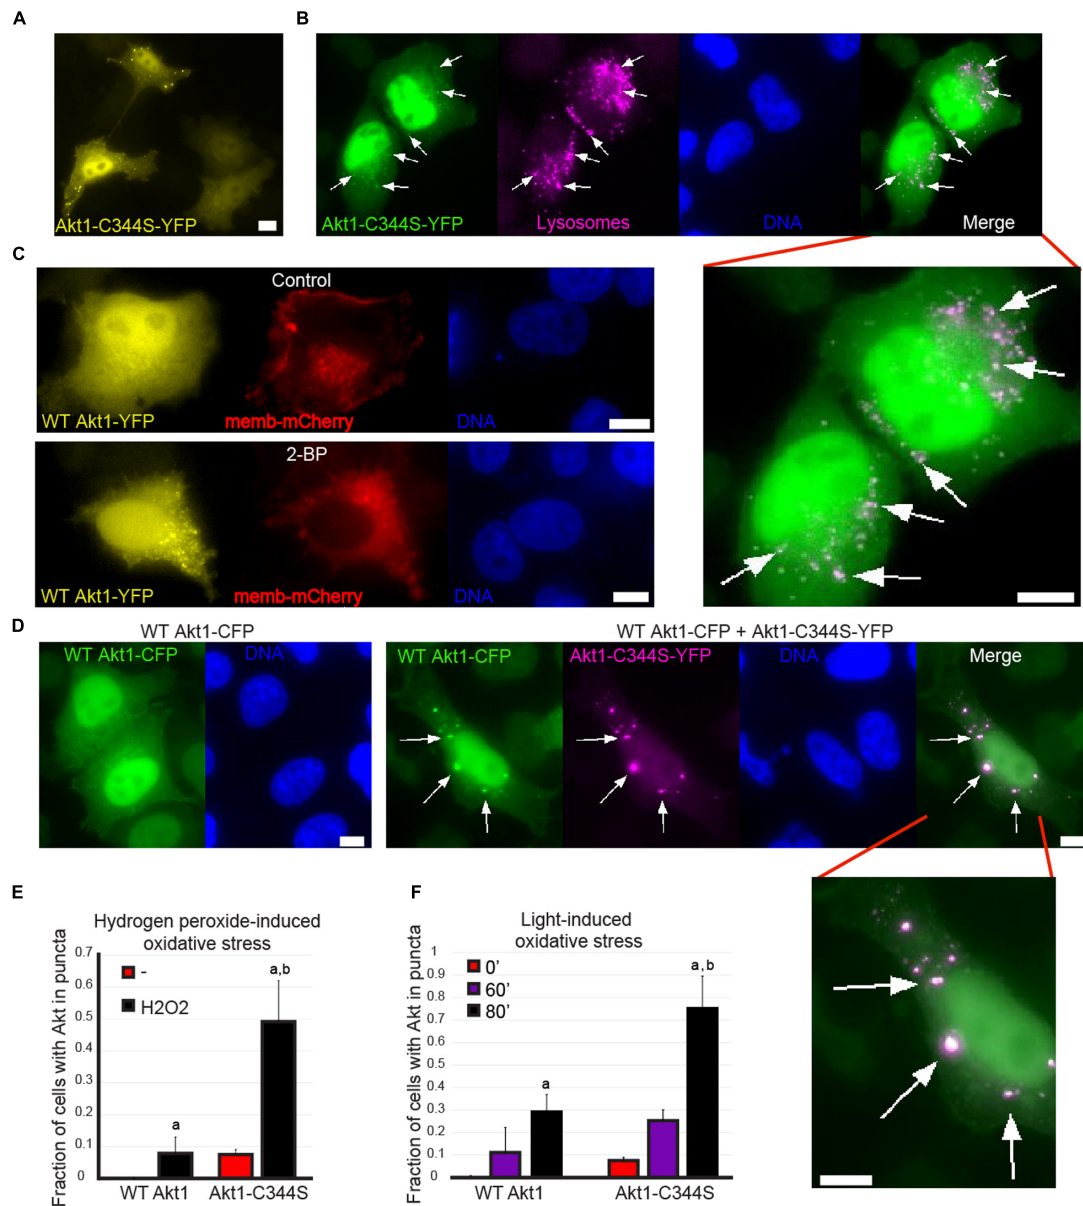 A
Akt1-C344S-YFP
B
Akt1-C344S-YFP Lysosomes DNA Merge
C
Control
WT Akt1-YFP memb-mCherry DNA
2-BP
WT Akt1-YFP memb-mCherry DNA
D
WT Akt1-CFP
WT Akt1-CFP DNA
WT Akt1-CFP + Akt1-C344S-YFP
WT Akt1-CFP Akt1-C344S-YFP DNA Merge
E
Hydrogen peroxide-induced
oxidative stress
Fraction of cells with Akt in puncta
0.7
0.6
0.5
0.4
0.3
0.2
0.1
0
-
H2O2
a
a,b
WT Akt1 Akt1-C344S
F
Light-induced
oxidative stress
Fraction of cells with Akt in puncta
1
0.9
0.8
0.7
0.6
0.5
0.4
0.3
0.2
0.1
0
0'
60'
80'
a
a,b
WT Akt1 Akt1-C344S